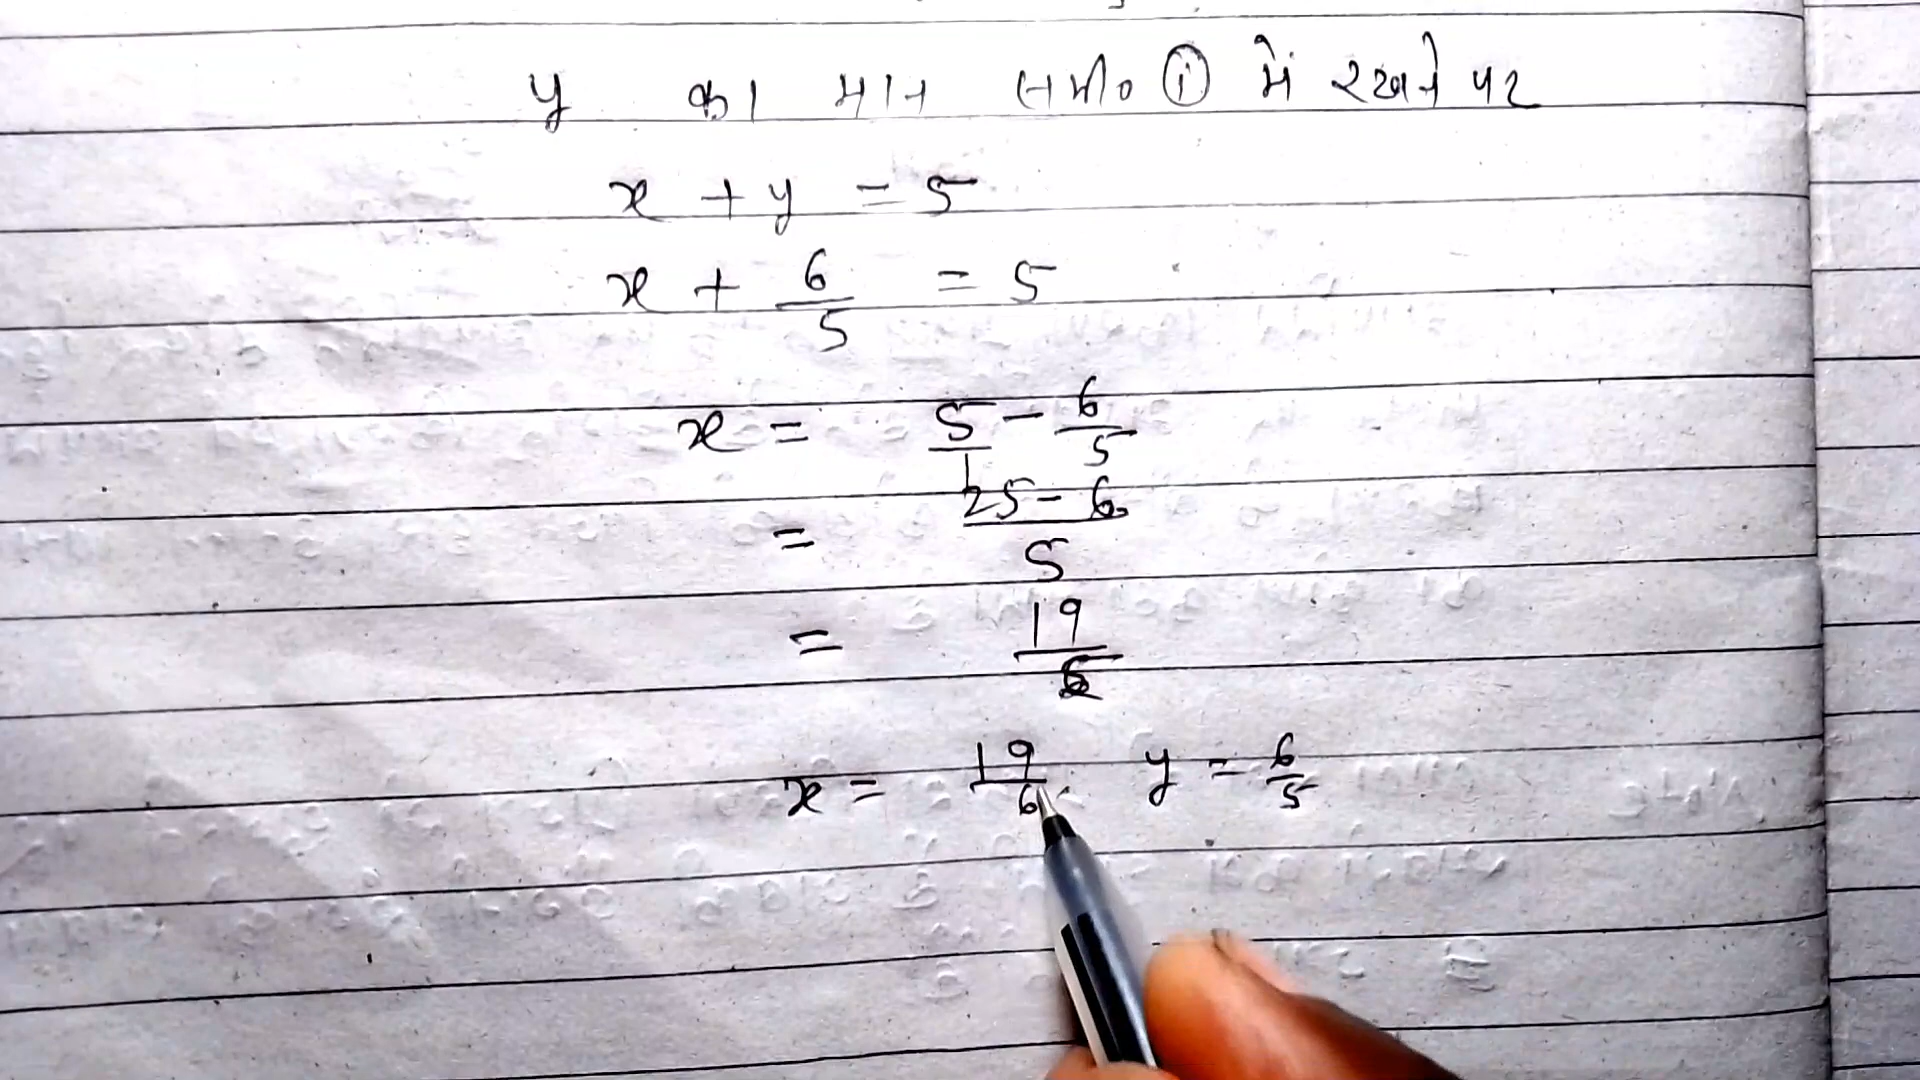 y का मान समी० ⓘ में रखने पर
x + y = 5
x + 6/5 = 5
x = 5/1 - 6/5
= 25 - 6/5
= 19/5
x = 19/6 y = 6/5